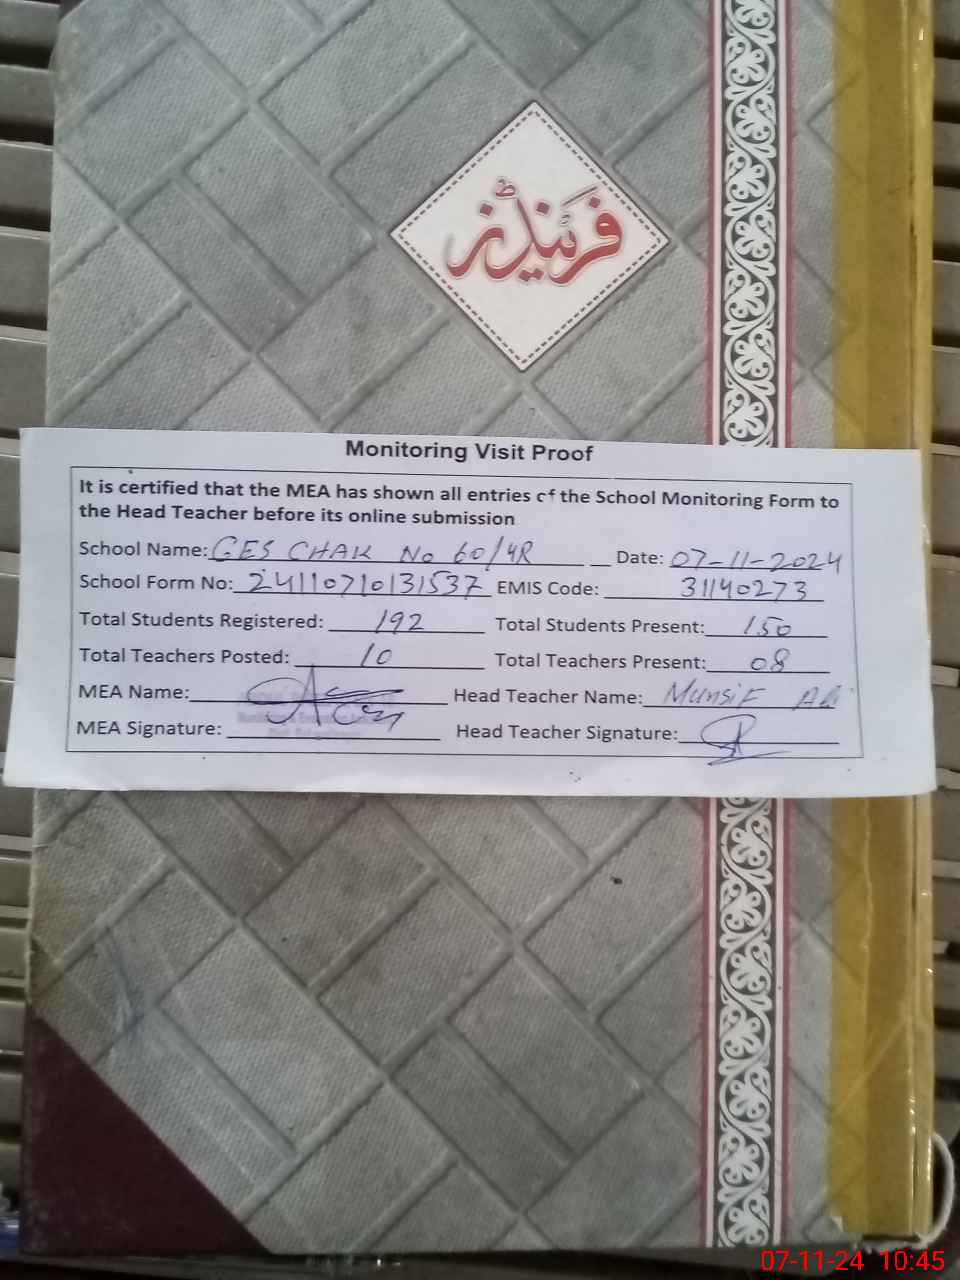 فرینڈز
Monitoring Visit Proof
It is certified that the MEA has shown all entries of the School Monitoring Form to
the Head Teacher before its online submission
School Name: GES CHAK No 60/4R Date: 07-11-2024
School Form No: 24110710131537 EMIS Code: 31140273
Total Students Registered: 192 Total Students Present: 150
Total Teachers Posted: 10 Total Teachers Present: 08
MEA Name: Head Teacher Name: Munsif Ali
MEA Signature: Head Teacher Signature:
07-11-24 10:45